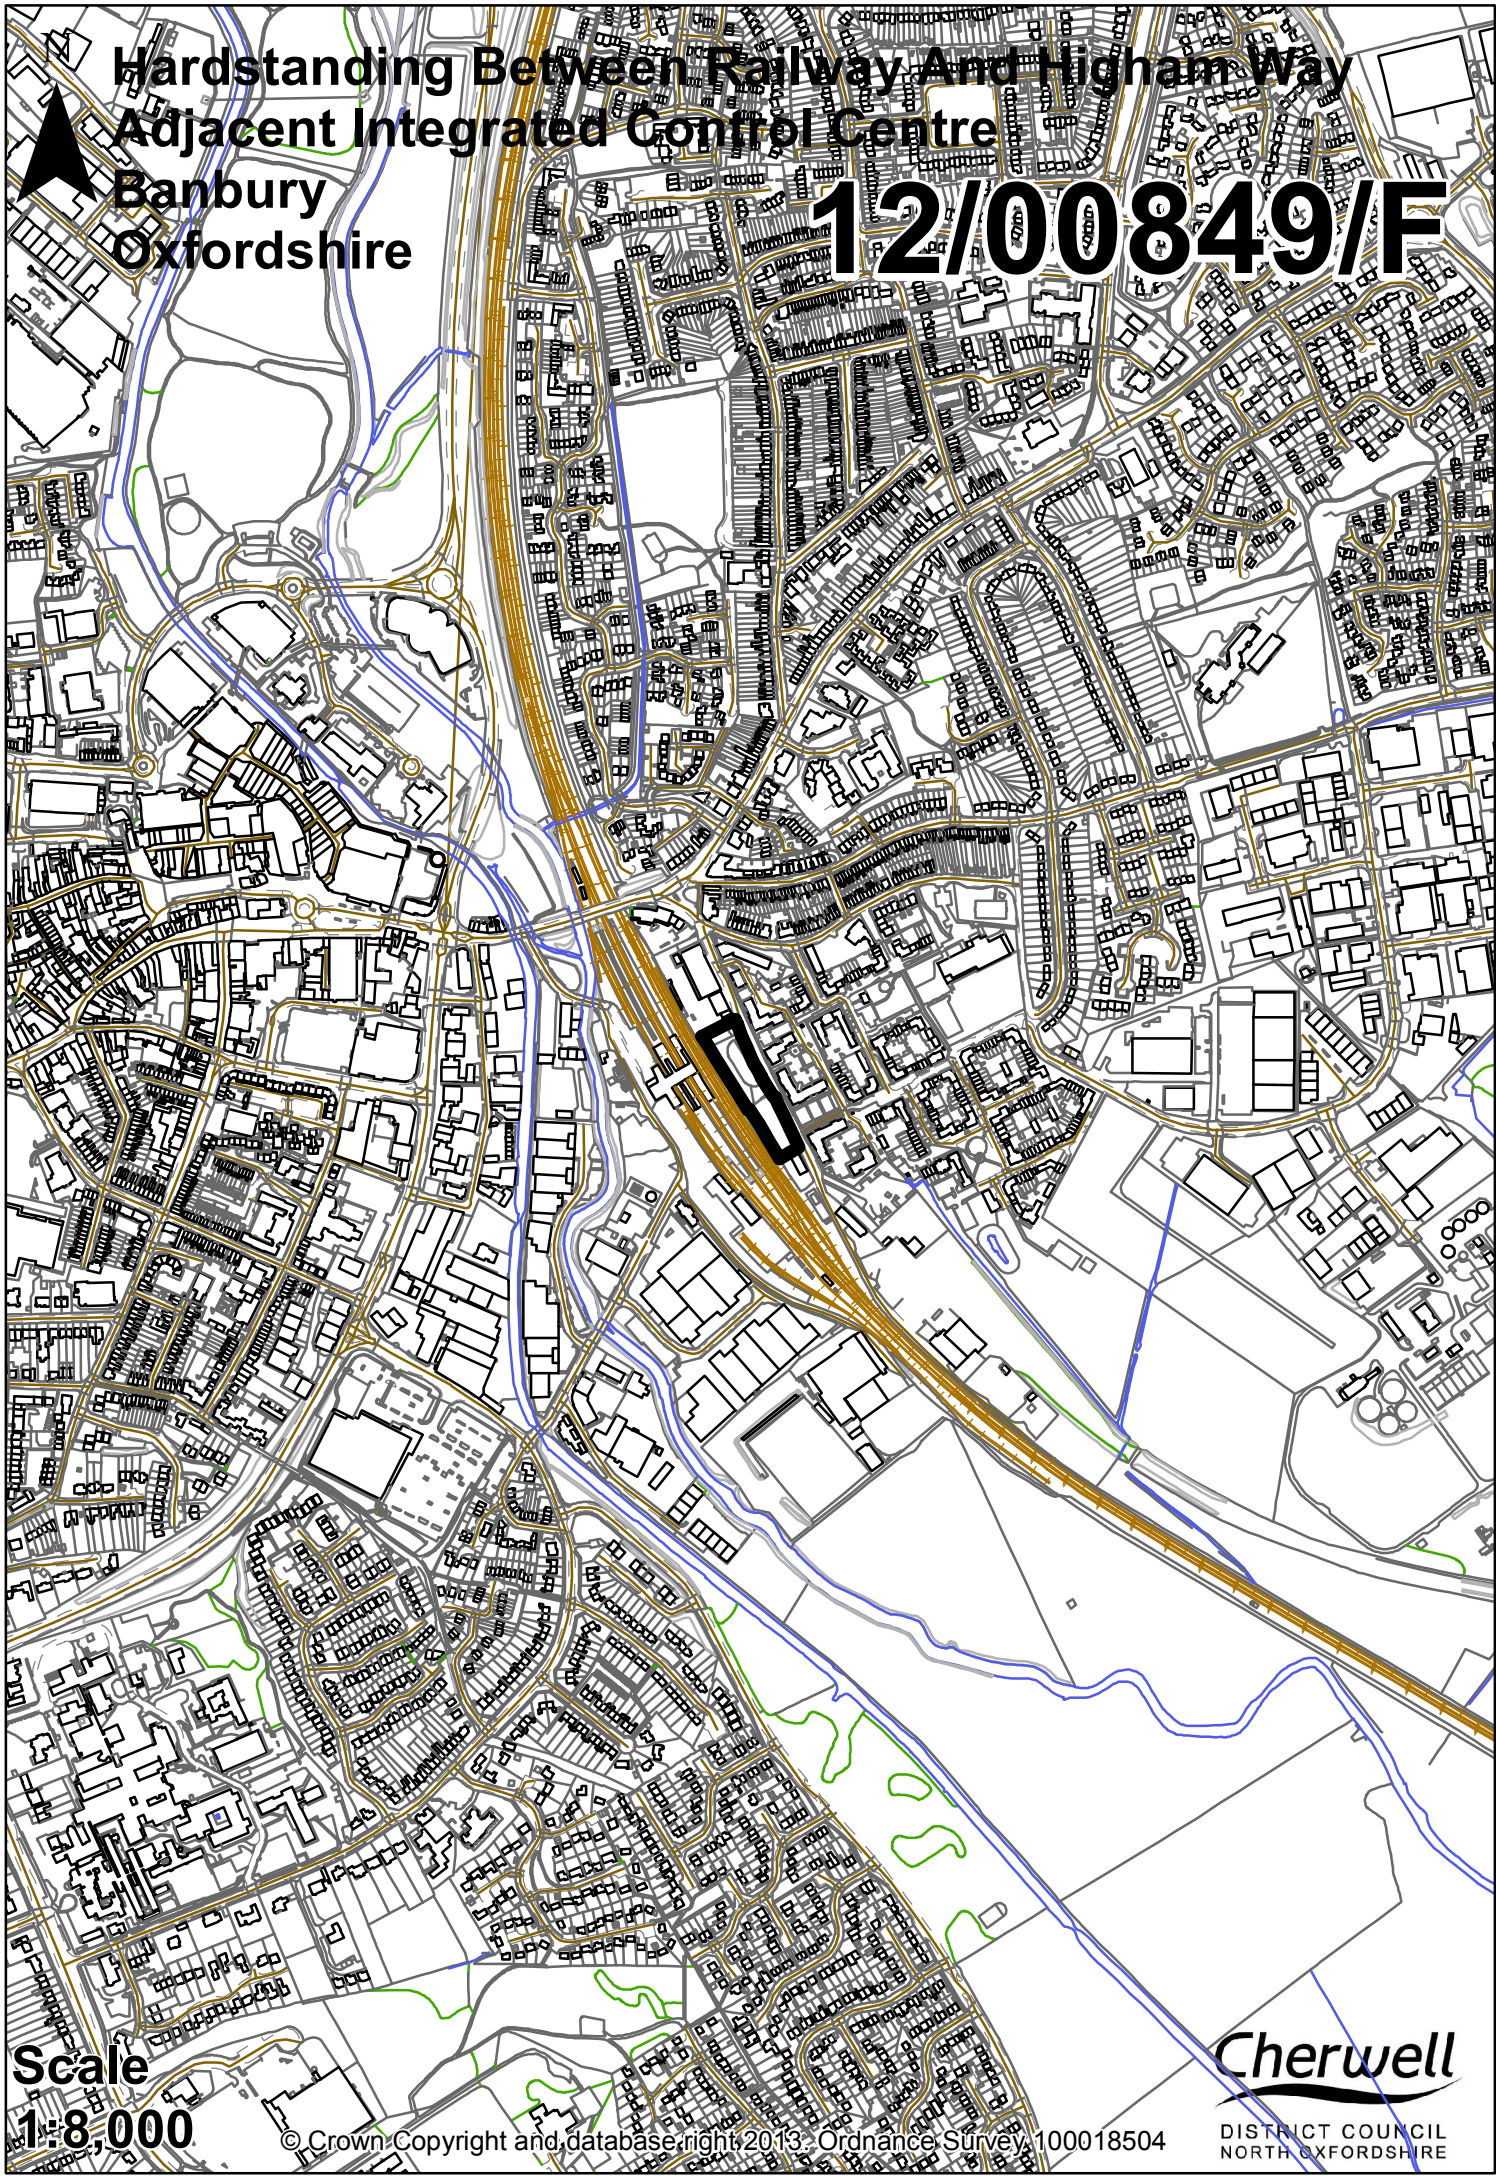 N
Hardstanding Between Railway And Higham Way
Adjacent Integrated Control Centre
Banbury
Oxfordshire
12/00849/F
Scale
1:8,000
© Crown Copyright and database right 2013. Ordnance Survey 100018504
Cherwell
DISTRICT COUNCIL
NORTH OXFORDSHIRE